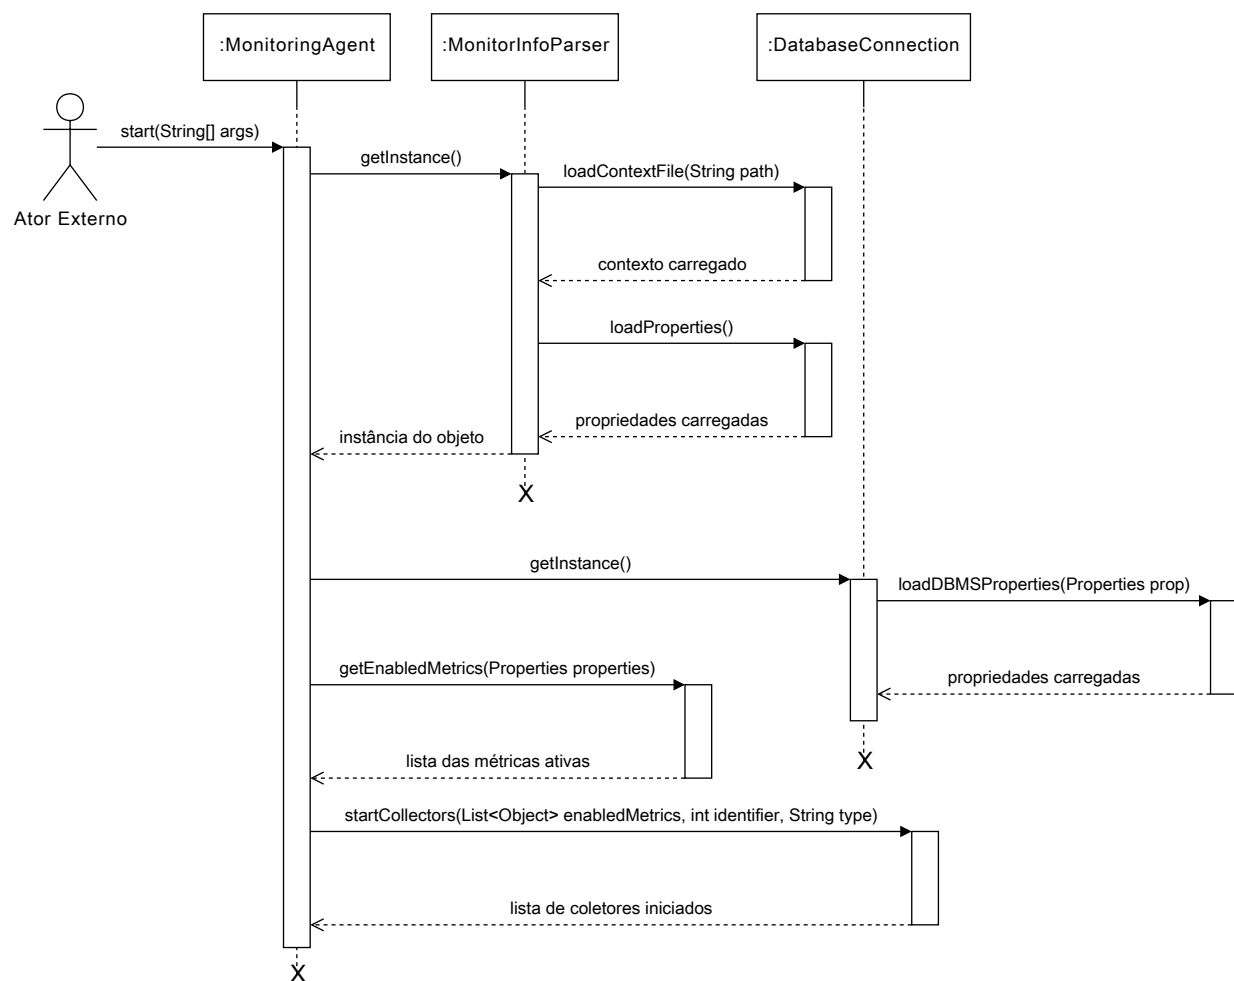 :MonitoringAgent
:MonitorInfoParser
:DatabaseConnection
start(String[] args)
Ator Externo
getInstance()
loadContextFile(String path)
contexto carregado
loadProperties()
propriedades carregadas
instância do objeto
X
getInstance()
loadDBMSProperties(Properties prop)
getEnabledMetrics(Properties properties)
propriedades carregadas
lista das métricas ativas
X
startCollectors(List<Object> enabledMetrics, int identifier, String type)
lista de coletores iniciados
X